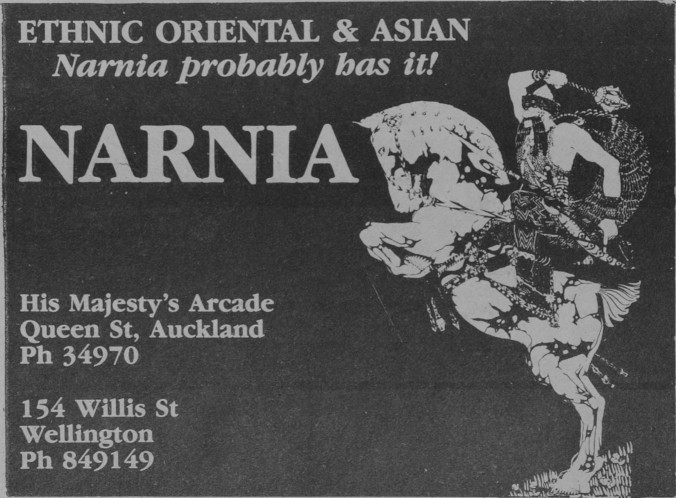 ETHNIC ORIENTAL & ASIAN
Narnia probably has it!
NARNIA
His Majesty's Arcade
Queen St, Auckland
Ph 34970
154 Willis St
Wellington
Ph 849149